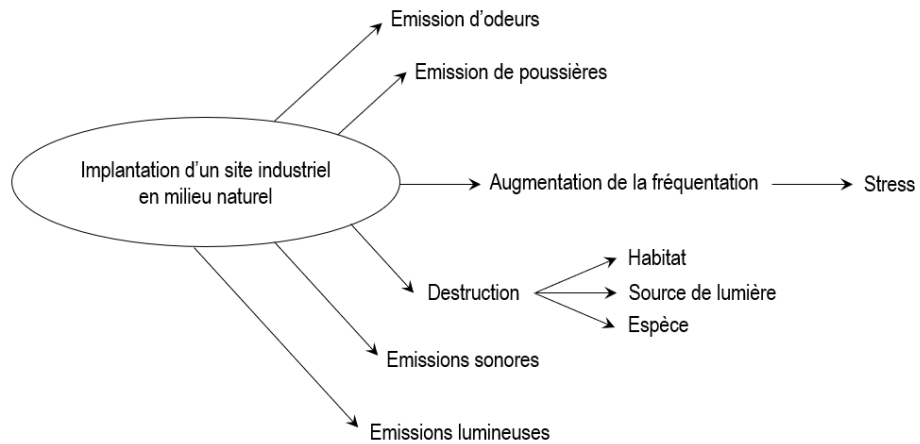 Emission d’odeurs
Emission de poussières
Implantation d’un site industriel
en milieu naturel
Augmentation de la fréquentation
Stress
Habitat
Destruction
Source de lumière
Espèce
Emissions sonores
Emissions lumineuses